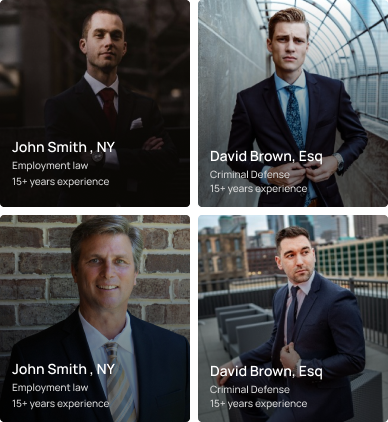 John Smith , NY
Employment law
15+ years experience
David Brown, Esq
Criminal Defense
15+ years experience
John Smith , NY
Employment law
15+ years experience
David Brown, Esq
Criminal Defense
15+ years experience